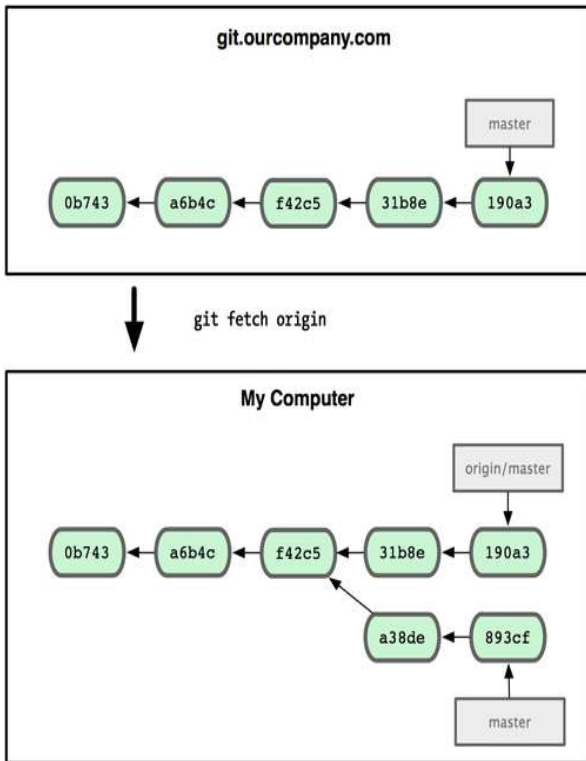 git.ourcompany.com
master
0b743 a6b4c f42c5 31b8e 190a3
git fetch origin
My Computer
origin/master
0b743 a6b4c f42c5 31b8e 190a3
a38de 893cf
master